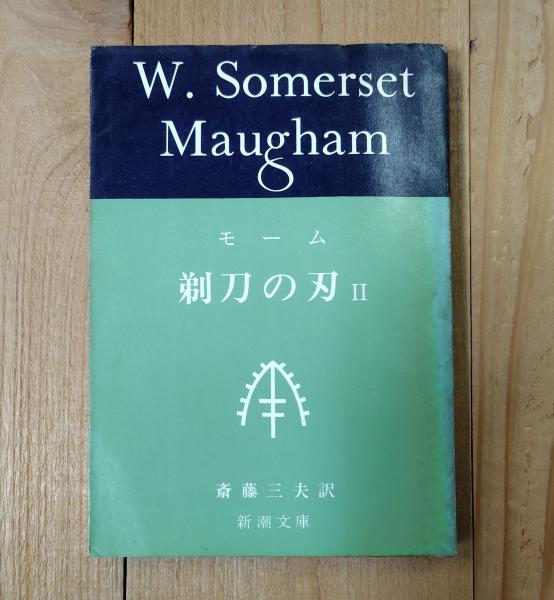 W. Somerset
Maugham
モーム
剃刀の刃 II
斎藤三夫訳
新潮文庫